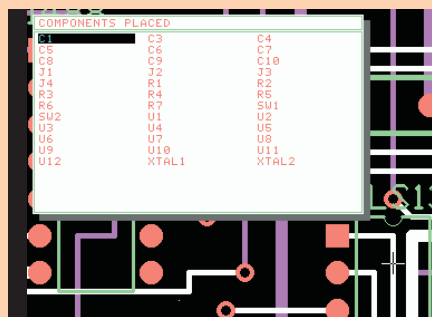 COMPONENTS PLACED
C1 C3 C4
C5 C6 C7
C8 C9 C10
J1 J2 J3
J4 R1 R2
R3 R4 R5
R6 R7 SW1
SW2 U1 U2
U3 U4 U5
U6 U7 U8
U9 U10 U11
U12 XTAL1 XTAL2